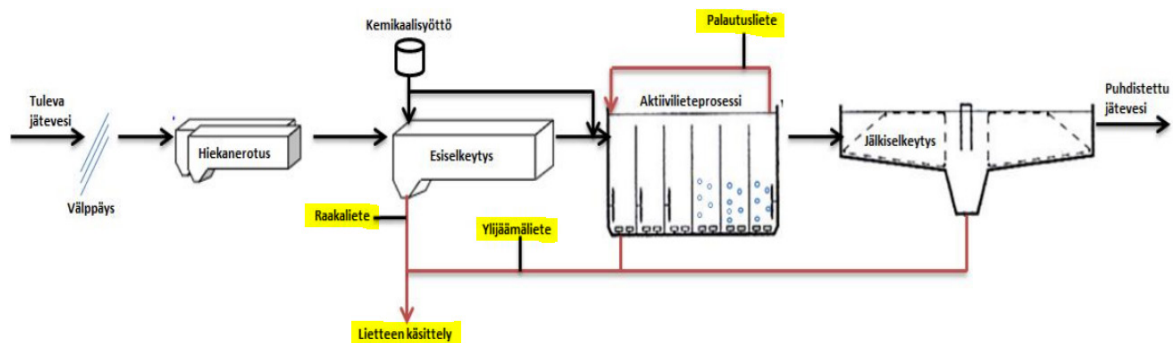 Palautusliete
Kemikaalisyöttö
Tuleva
jätevesi
Aktiivilieteprosessi
Puhdistettu
jätevesi
Hiekanerotus
Esiselkeytys
Jälkiselkeytys
Välppäys
Raakaliete
Ylijäämäliete
Lietteen käsittely